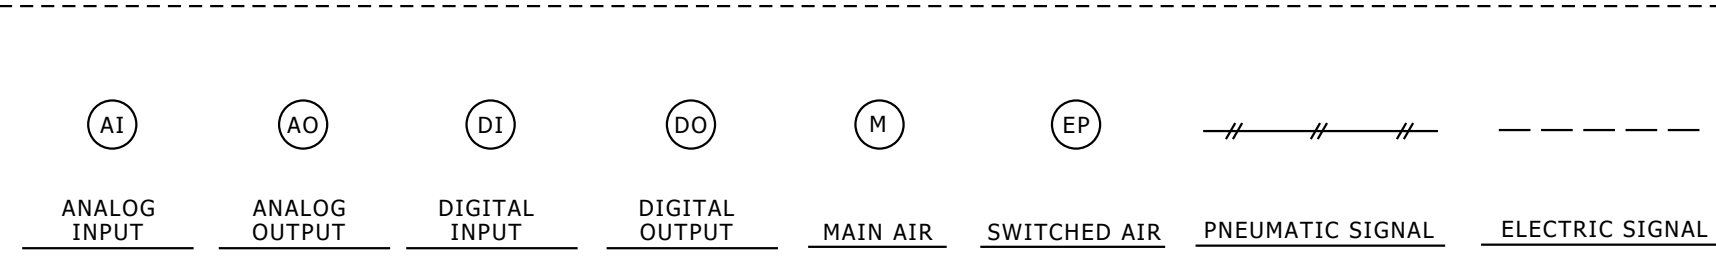 AI AO DI DO M EP
ANALOG ANALOG DIGITAL DIGITAL
INPUT OUTPUT INPUT OUTPUT MAIN AIR SWITCHED AIR PNEUMATIC SIGNAL ELECTRIC SIGNAL